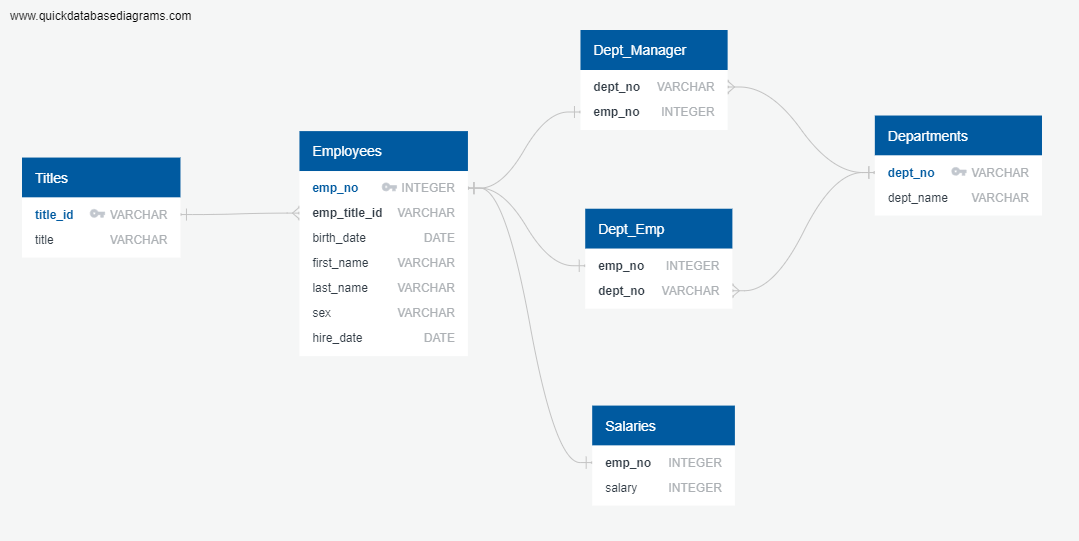 www.quickdatabasediagrams.com
Titles
title_id VARCHAR
title VARCHAR
Employees
emp_no INTEGER
emp_title_id VARCHAR
birth_date DATE
first_name VARCHAR
last_name VARCHAR
sex VARCHAR
hire_date DATE
Dept_Manager
dept_no VARCHAR
emp_no INTEGER
Dept_Emp
emp_no INTEGER
dept_no VARCHAR
Salaries
emp_no INTEGER
salary INTEGER
Departments
dept_no VARCHAR
dept_name VARCHAR